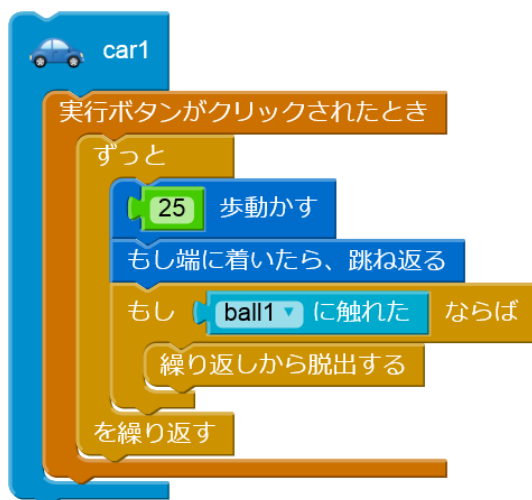 car1
実行ボタンがクリックされたとき
ずっと
25 歩動かす
もし端に着いたら、跳ね返る
もし ball1 に触れた ならば
繰り返しから脱出する
を繰り返す